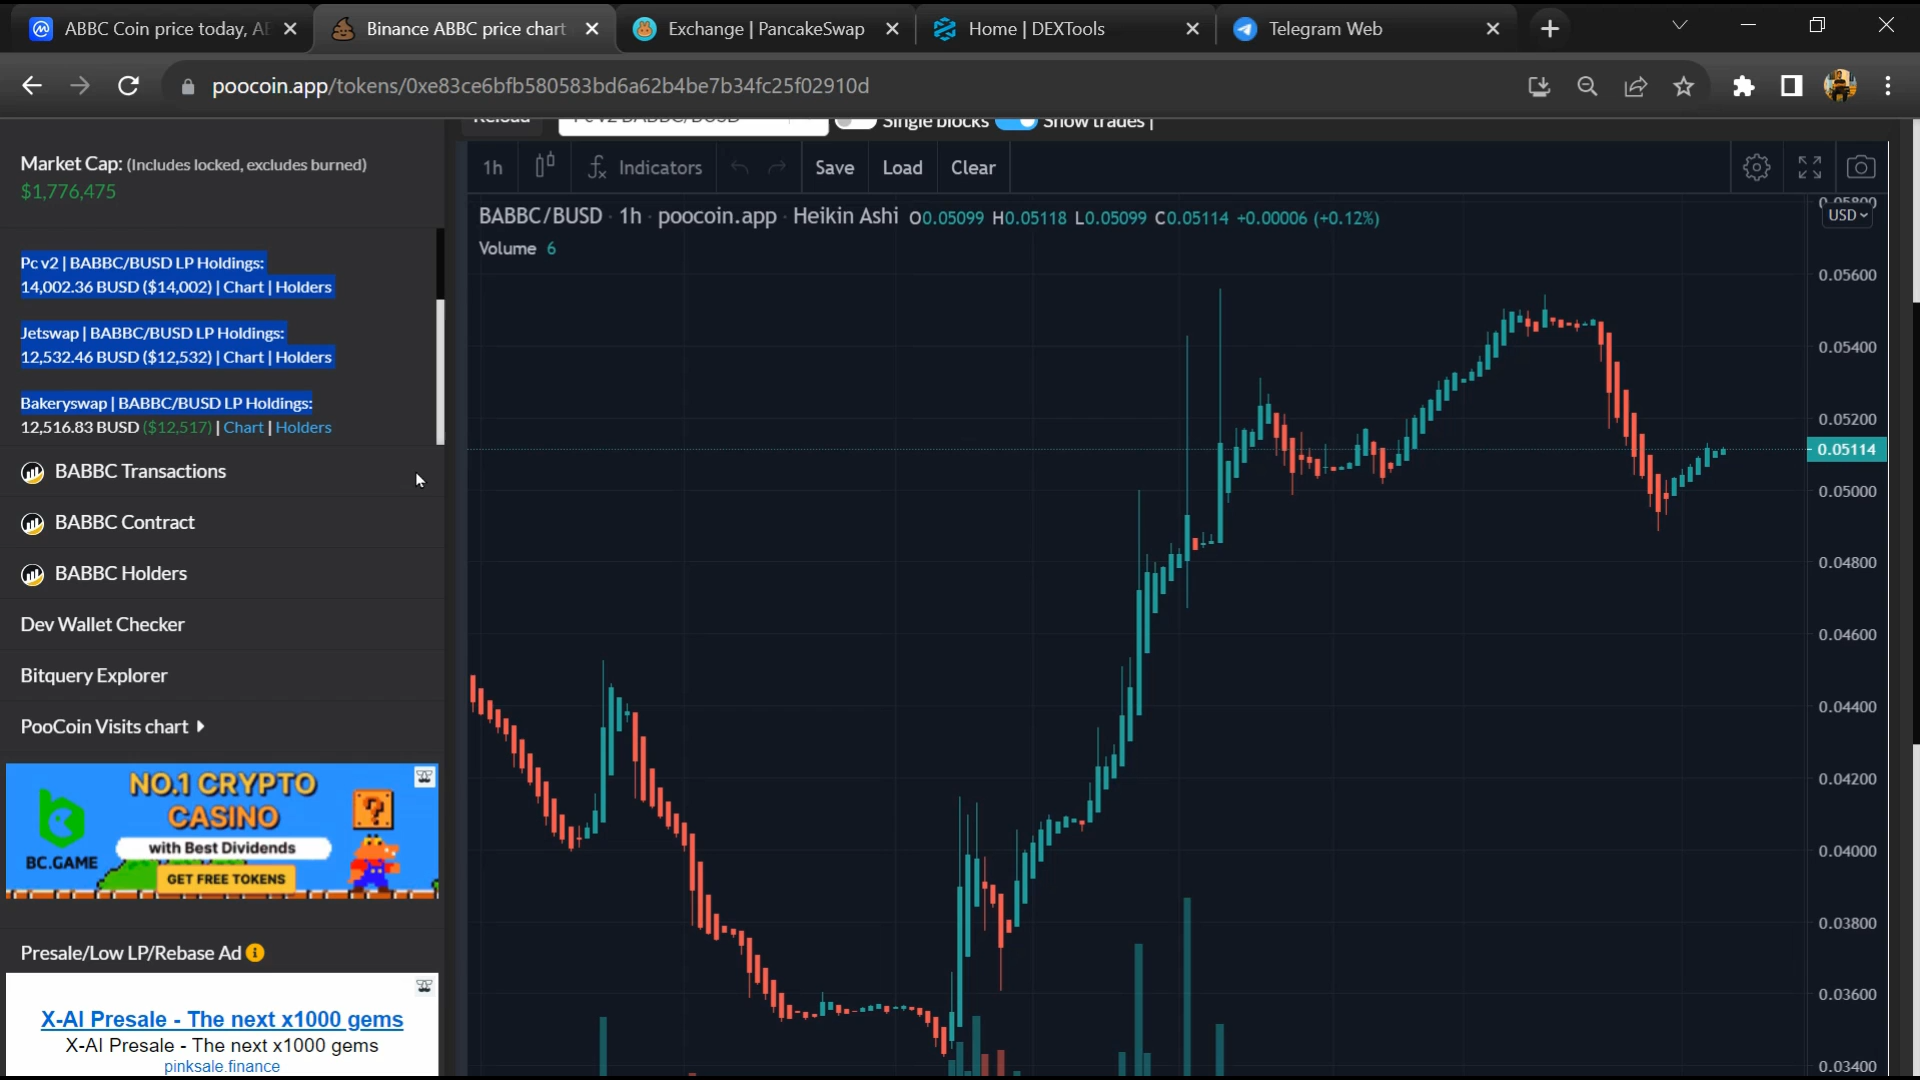 ABBC Coin price today, AE
Binance ABBC price chart
Exchange | PancakeSwap
Home | DEXTools
Telegram Web
poocoin.app/tokens/0xe83ce6bfb580583bd6a62b4be7b34fc25f02910d
Reload
Pc v2 BABBC/BUSD
Single blocks
Show trades |
Market Cap: (Includes locked, excludes burned)
$1,776,475
Pc v2 | BABBC/BUSD LP Holdings:
14,002.36 BUSD ($14,002) | Chart | Holders
Jetswap | BABBC/BUSD LP Holdings:
12,532.46 BUSD ($12,532) | Chart | Holders
Bakeryswap | BABBC/BUSD LP Holdings:
12,516.83 BUSD ($12,517) | Chart | Holders
BABBC Transactions
BABBC Contract
BABBC Holders
Dev Wallet Checker
Bitquery Explorer
PooCoin Visits chart
NO.1 CRYPTO
CASINO
with Best Dividends
GET FREE TOKENS
BC.GAME
Presale/Low LP/Rebase Ad
X-AI Presale - The next x1000 gems
X-AI Presale - The next x1000 gems
pinksale.finance
1h
Indicators
Save
Load
Clear
BABBC/BUSD · 1h · poocoin.app · Heikin Ashi O0.05099 H0.05118 L0.05099 C0.05114 +0.00006 (+0.12%)
Volume 6
0.05800
USD
0.05600
0.05400
0.05200
0.05114
0.05000
0.04800
0.04600
0.04400
0.04200
0.04000
0.03800
0.03600
0.03400